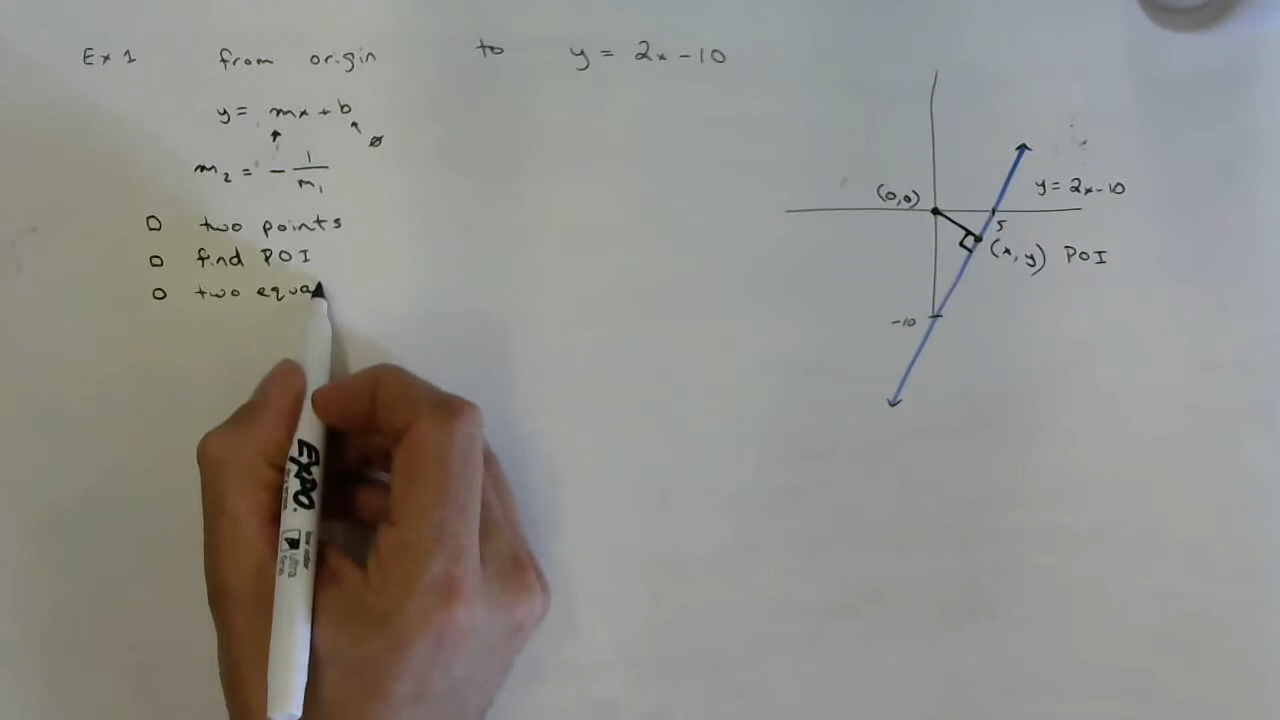 Ex 1 from origin to y = 2x - 10
y = mx + b
ø
m₂ = - 1/m₁
two points
find POI
two equa
(0,0)
y = 2x - 10
5
(x, y) POI
-10
EXPO.